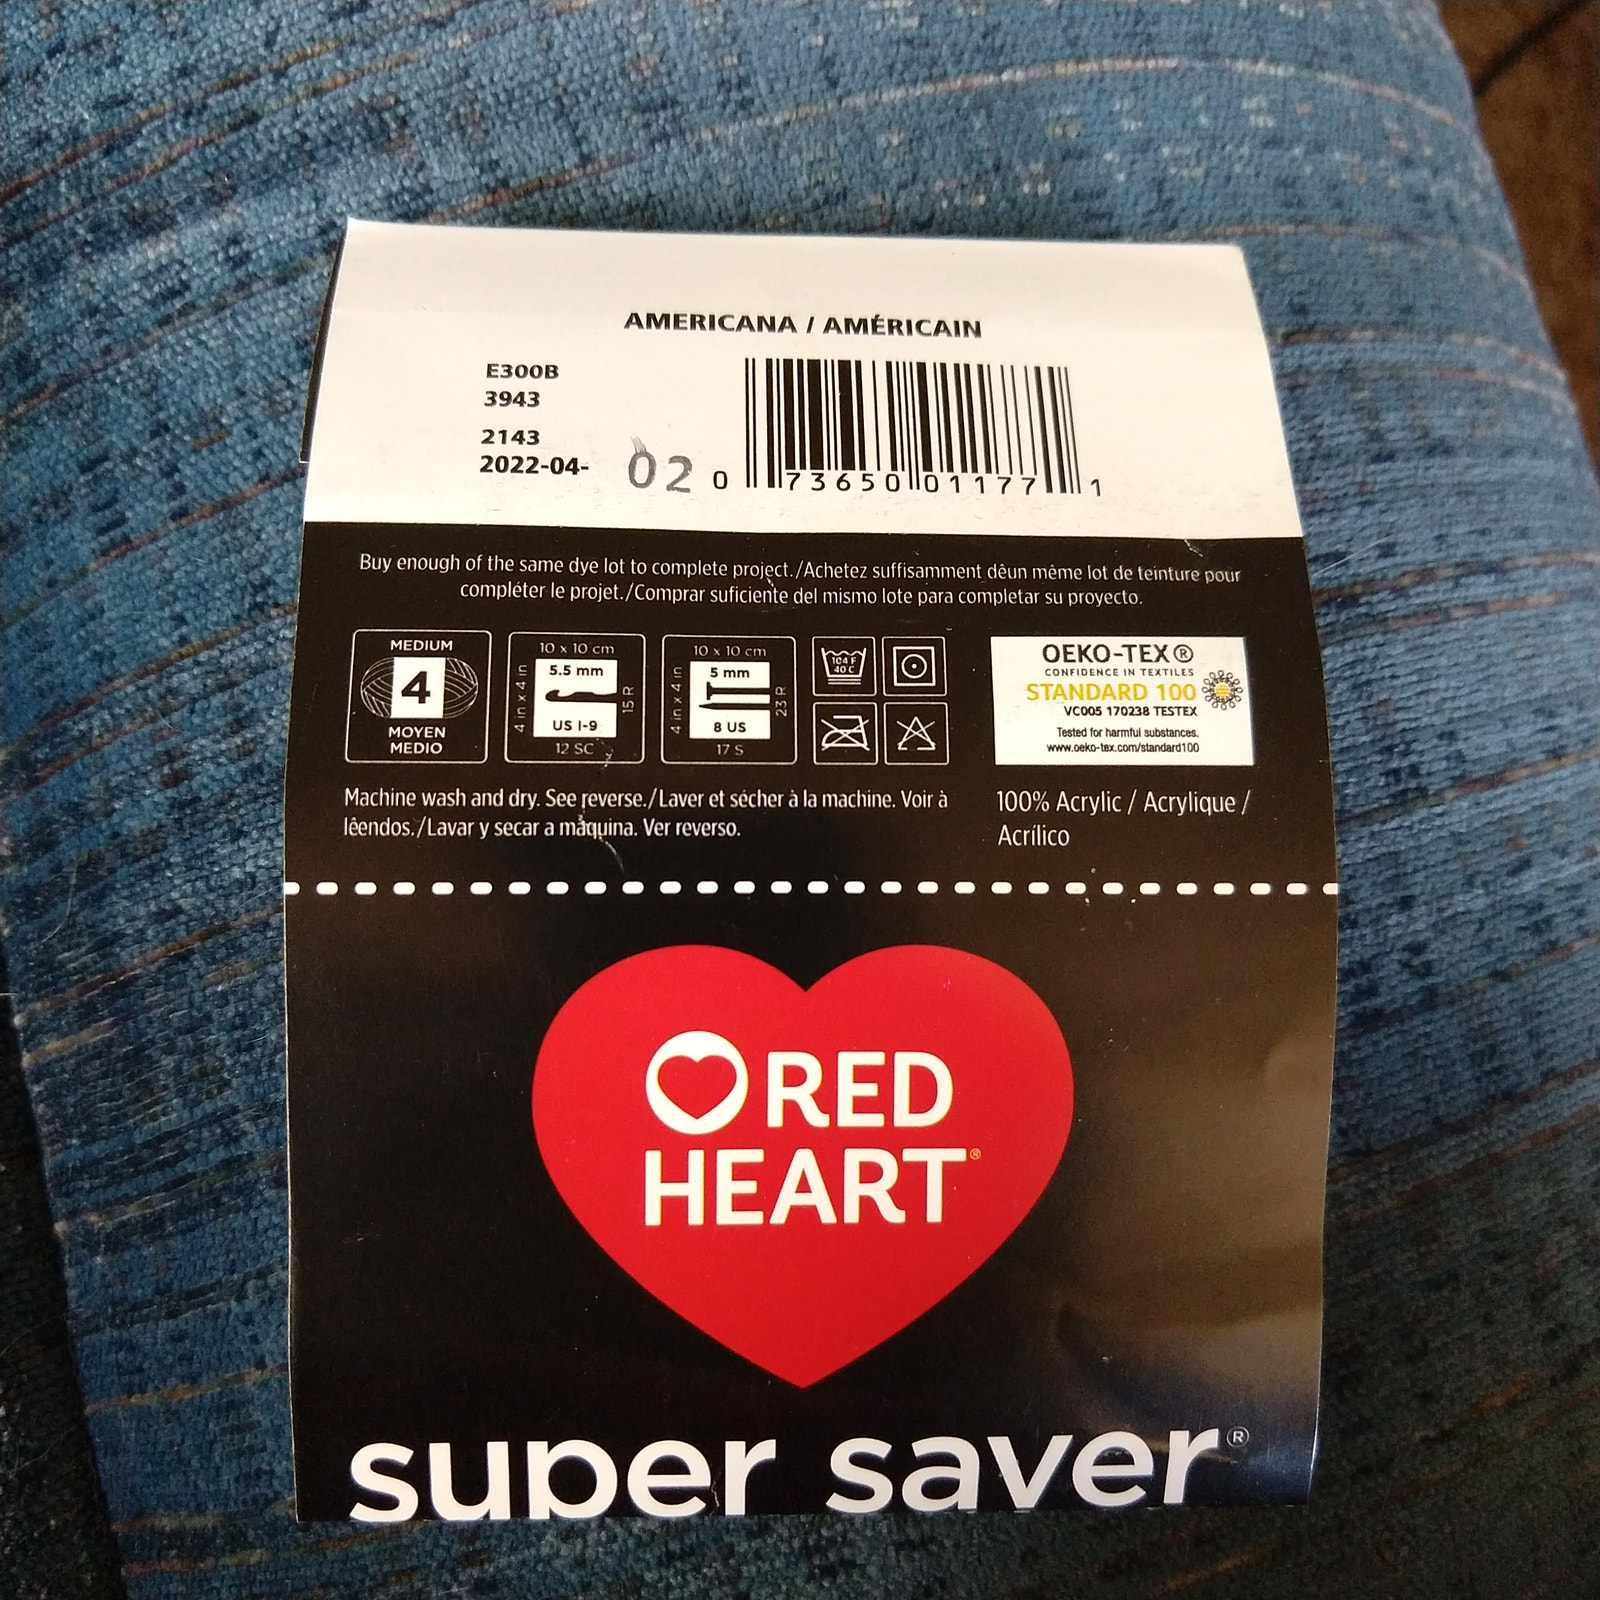 AMERICANA / AMÉRICAIN
E300B
3943
2143
2022-04- 02
0 73650 01177 1
Buy enough of the same dye lot to complete project./Achetez suffisamment dêun même lot de teinture pour
compléter le projet./Comprar suficiente del mismo lote para completar su proyecto.
MEDIUM
4
MOYEN
MEDIO
10 x 10 cm
4 in x 4 in
5.5 mm
US I-9
15 R
12 SC
10 x 10 cm
4 in x 4 in
5 mm
8 US
23 R
17 S
104 F
40 C
OEKO-TEX®
CONFIDENCE IN TEXTILES
STANDARD 100
VC005 170238 TESTEX
Tested for harmful substances.
www.oeko-tex.com/standard100
Machine wash and dry. See reverse./Laver et sécher à la machine. Voir à
lêendos./Lavar y secar a máquina. Ver reverso.
100% Acrylic / Acrylique /
Acrílico
RED
HEART®
super saver®